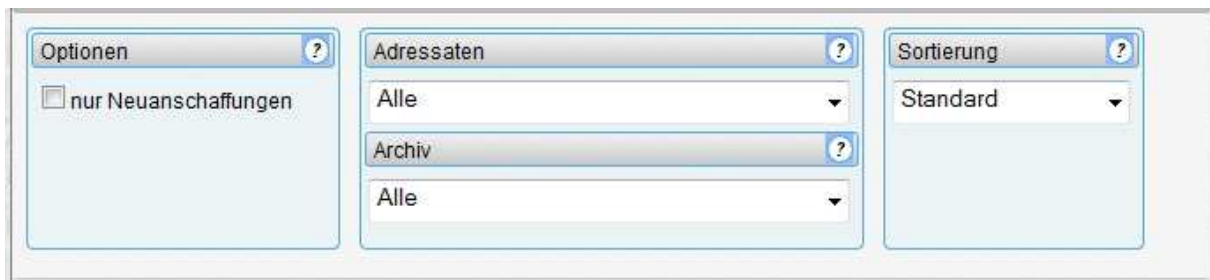 Optionen ?
nur Neuanschaffungen
Adressaten ?
Alle
Archiv ?
Alle
Sortierung ?
Standard